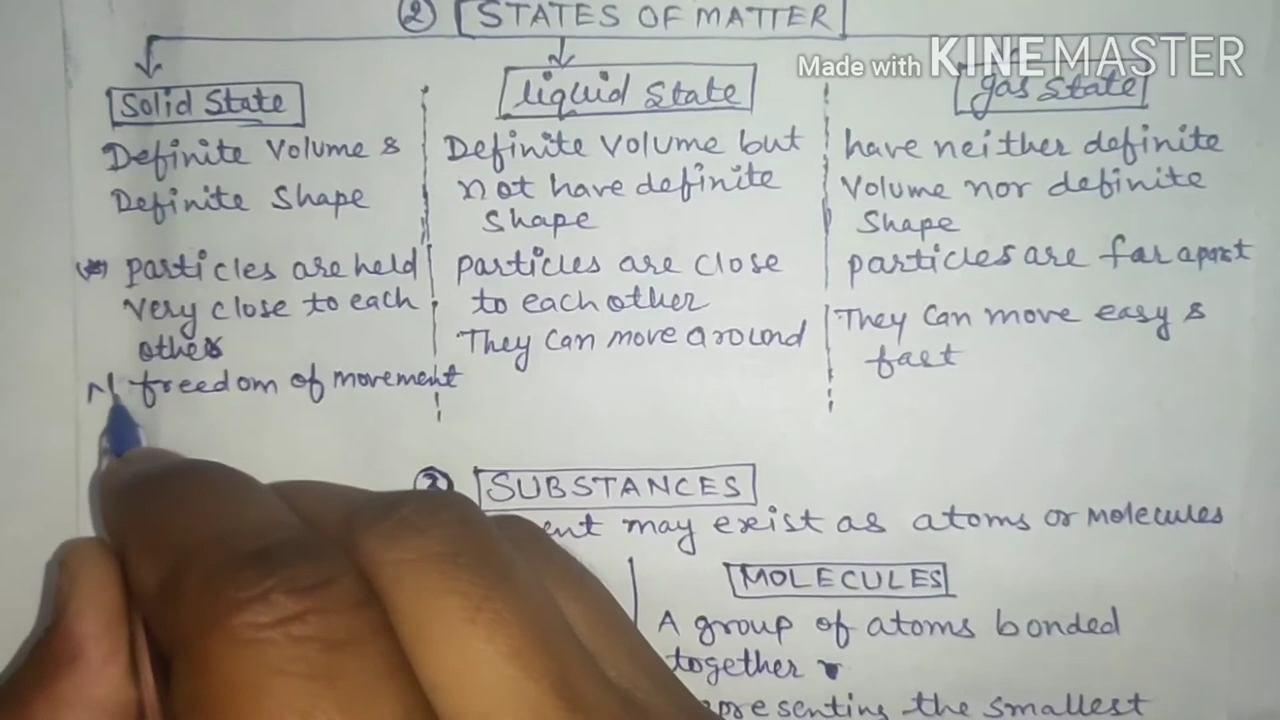 ② STATES OF MATTER
Made with KINEMASTER
Solid State
Definite Volume &
Definite Shape
particles are held
very close to each
other
freedom of movement
liquid state
Definite volume but
not have definite
shape
particles are close
to each other
They can move around
gas state
have neither definite
Volume nor definite
Shape
particles are far apart
They can move easy &
fast
SUBSTANCES
may exist as atoms or molecules
MOLECULES
A group of atoms bonded
together
the smallest